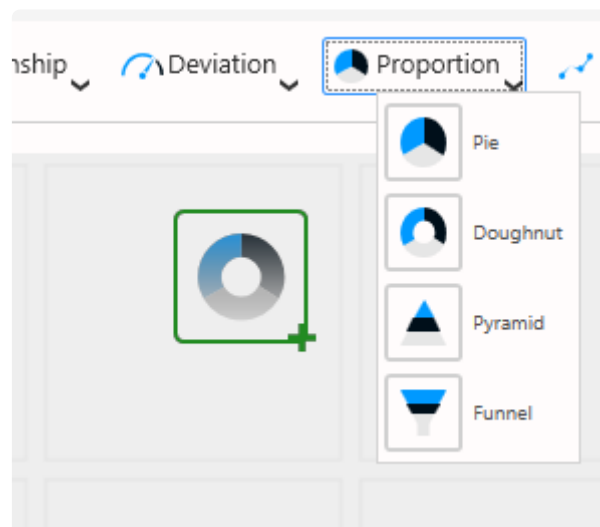 nship Deviation Proportion
Pie
Doughnut
Pyramid
Funnel